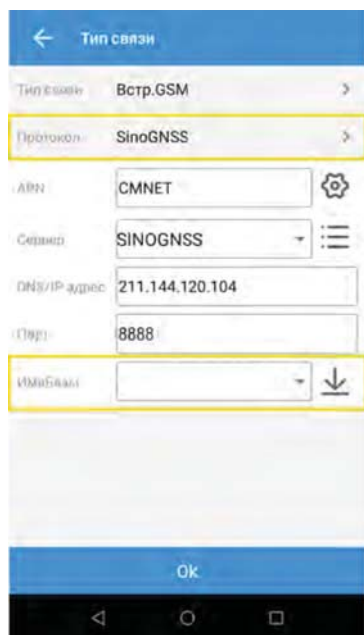 Тип связи
Тип связи Встр.GSM
Протокол SinoGNSS
APN CMNET
Сервер SINOGNSS
DNS/IP адрес 211.144.120.104
Порт 8888
ИмяБазы
Ok